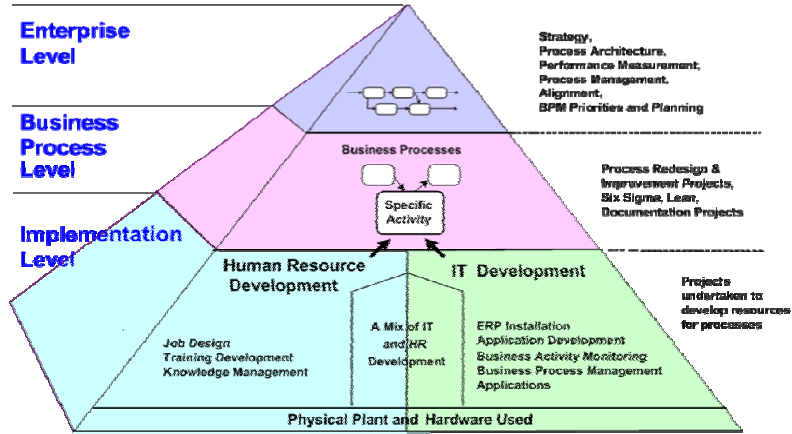 Enterprise
Level
Strategy,
Process Architecture,
Performance Measurement,
Process Management,
Alignment,
BPM Priorities and Planning
Business
Process
Level
Business Processes
Specific
Activity
Process Redesign &
Improvement Projects,
Six Sigma, Lean,
Documentation Projects
Implementation
Level
Human Resource
Development
IT Development
Projects
undertaken to
develop resources
for processes
Job Design
Training Development
Knowledge Management
A Mix of IT
and HR
Development
ERP Installation
Application Development
Business Activity Monitoring
Business Process Management
Applications
Physical Plant and Hardware Used